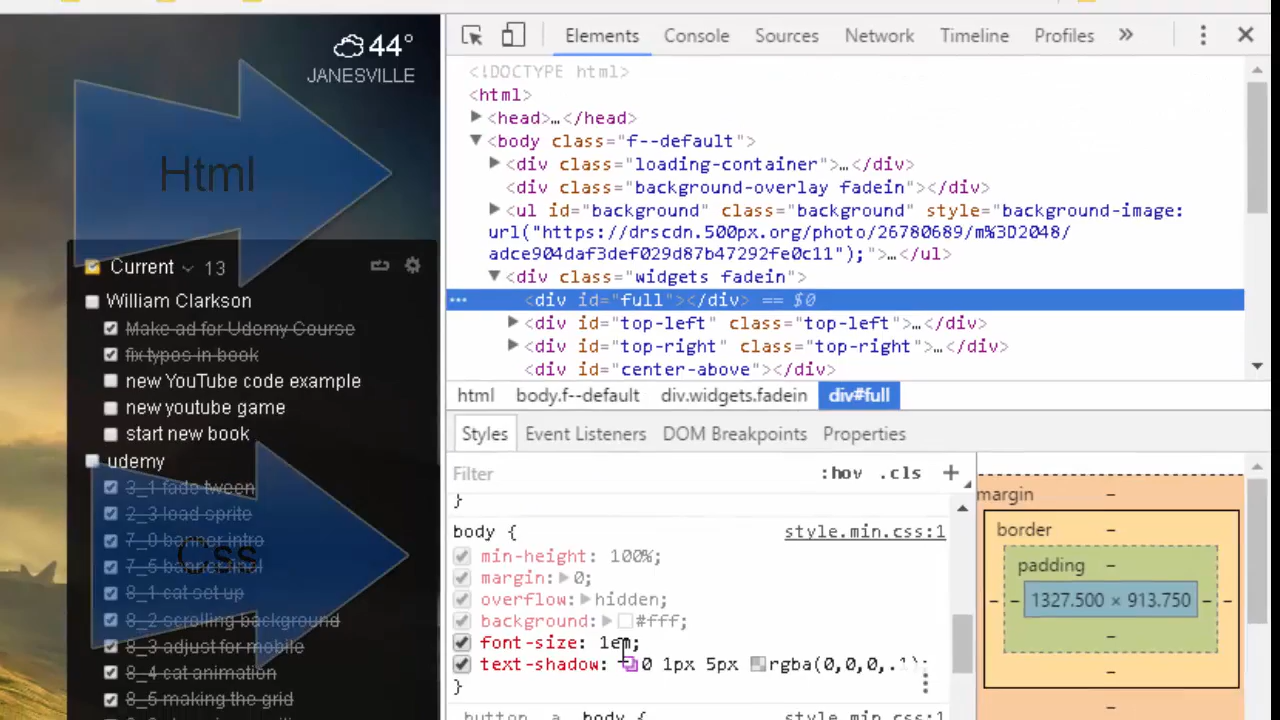 44°
JANESVILLE
Html
Current 13
William Clarkson
Make ad for Udemy Course
fix typos in book
new YouTube code example
new youtube game
start new book
udemy
3_1 fade tween
2_3 load sprite
7_0 banner intro
Css
7_5 banner final
8_1 cat set up
8_2 scrolling background
8_3 adjust for mobile
8_4 cat animation
8_5 making the grid
Elements Console Sources Network Timeline Profiles »
<!DOCTYPE html>
<html>
<head>…</head>
<body class="f--default">
<div class="loading-container">…</div>
<div class="background-overlay fadein"></div>
<ul id="background" class="background" style="background-image:
url("https://drscdn.500px.org/photo/26780689/m%3D2048/
adce904daf3def029d87b47292fe0c11");">…</ul>
<div class="widgets fadein">
… <div id="full"></div> == $0
<div id="top-left" class="top-left">…</div>
<div id="top-right" class="top-right">…</div>
<div id="center-above"></div>
html body.f--default div.widgets.fadein div#full
Styles Event Listeners DOM Breakpoints Properties
Filter :hov .cls +
}
body { style.min.css:1
min-height: 100%;
margin: 0;
overflow: hidden;
background: #fff;
font-size: 1em;
text-shadow: 0 1px 5px rgba(0,0,0,.1);
}
margin –
border –
padding –
– – 1327.500 × 913.750 – –
–
–
–